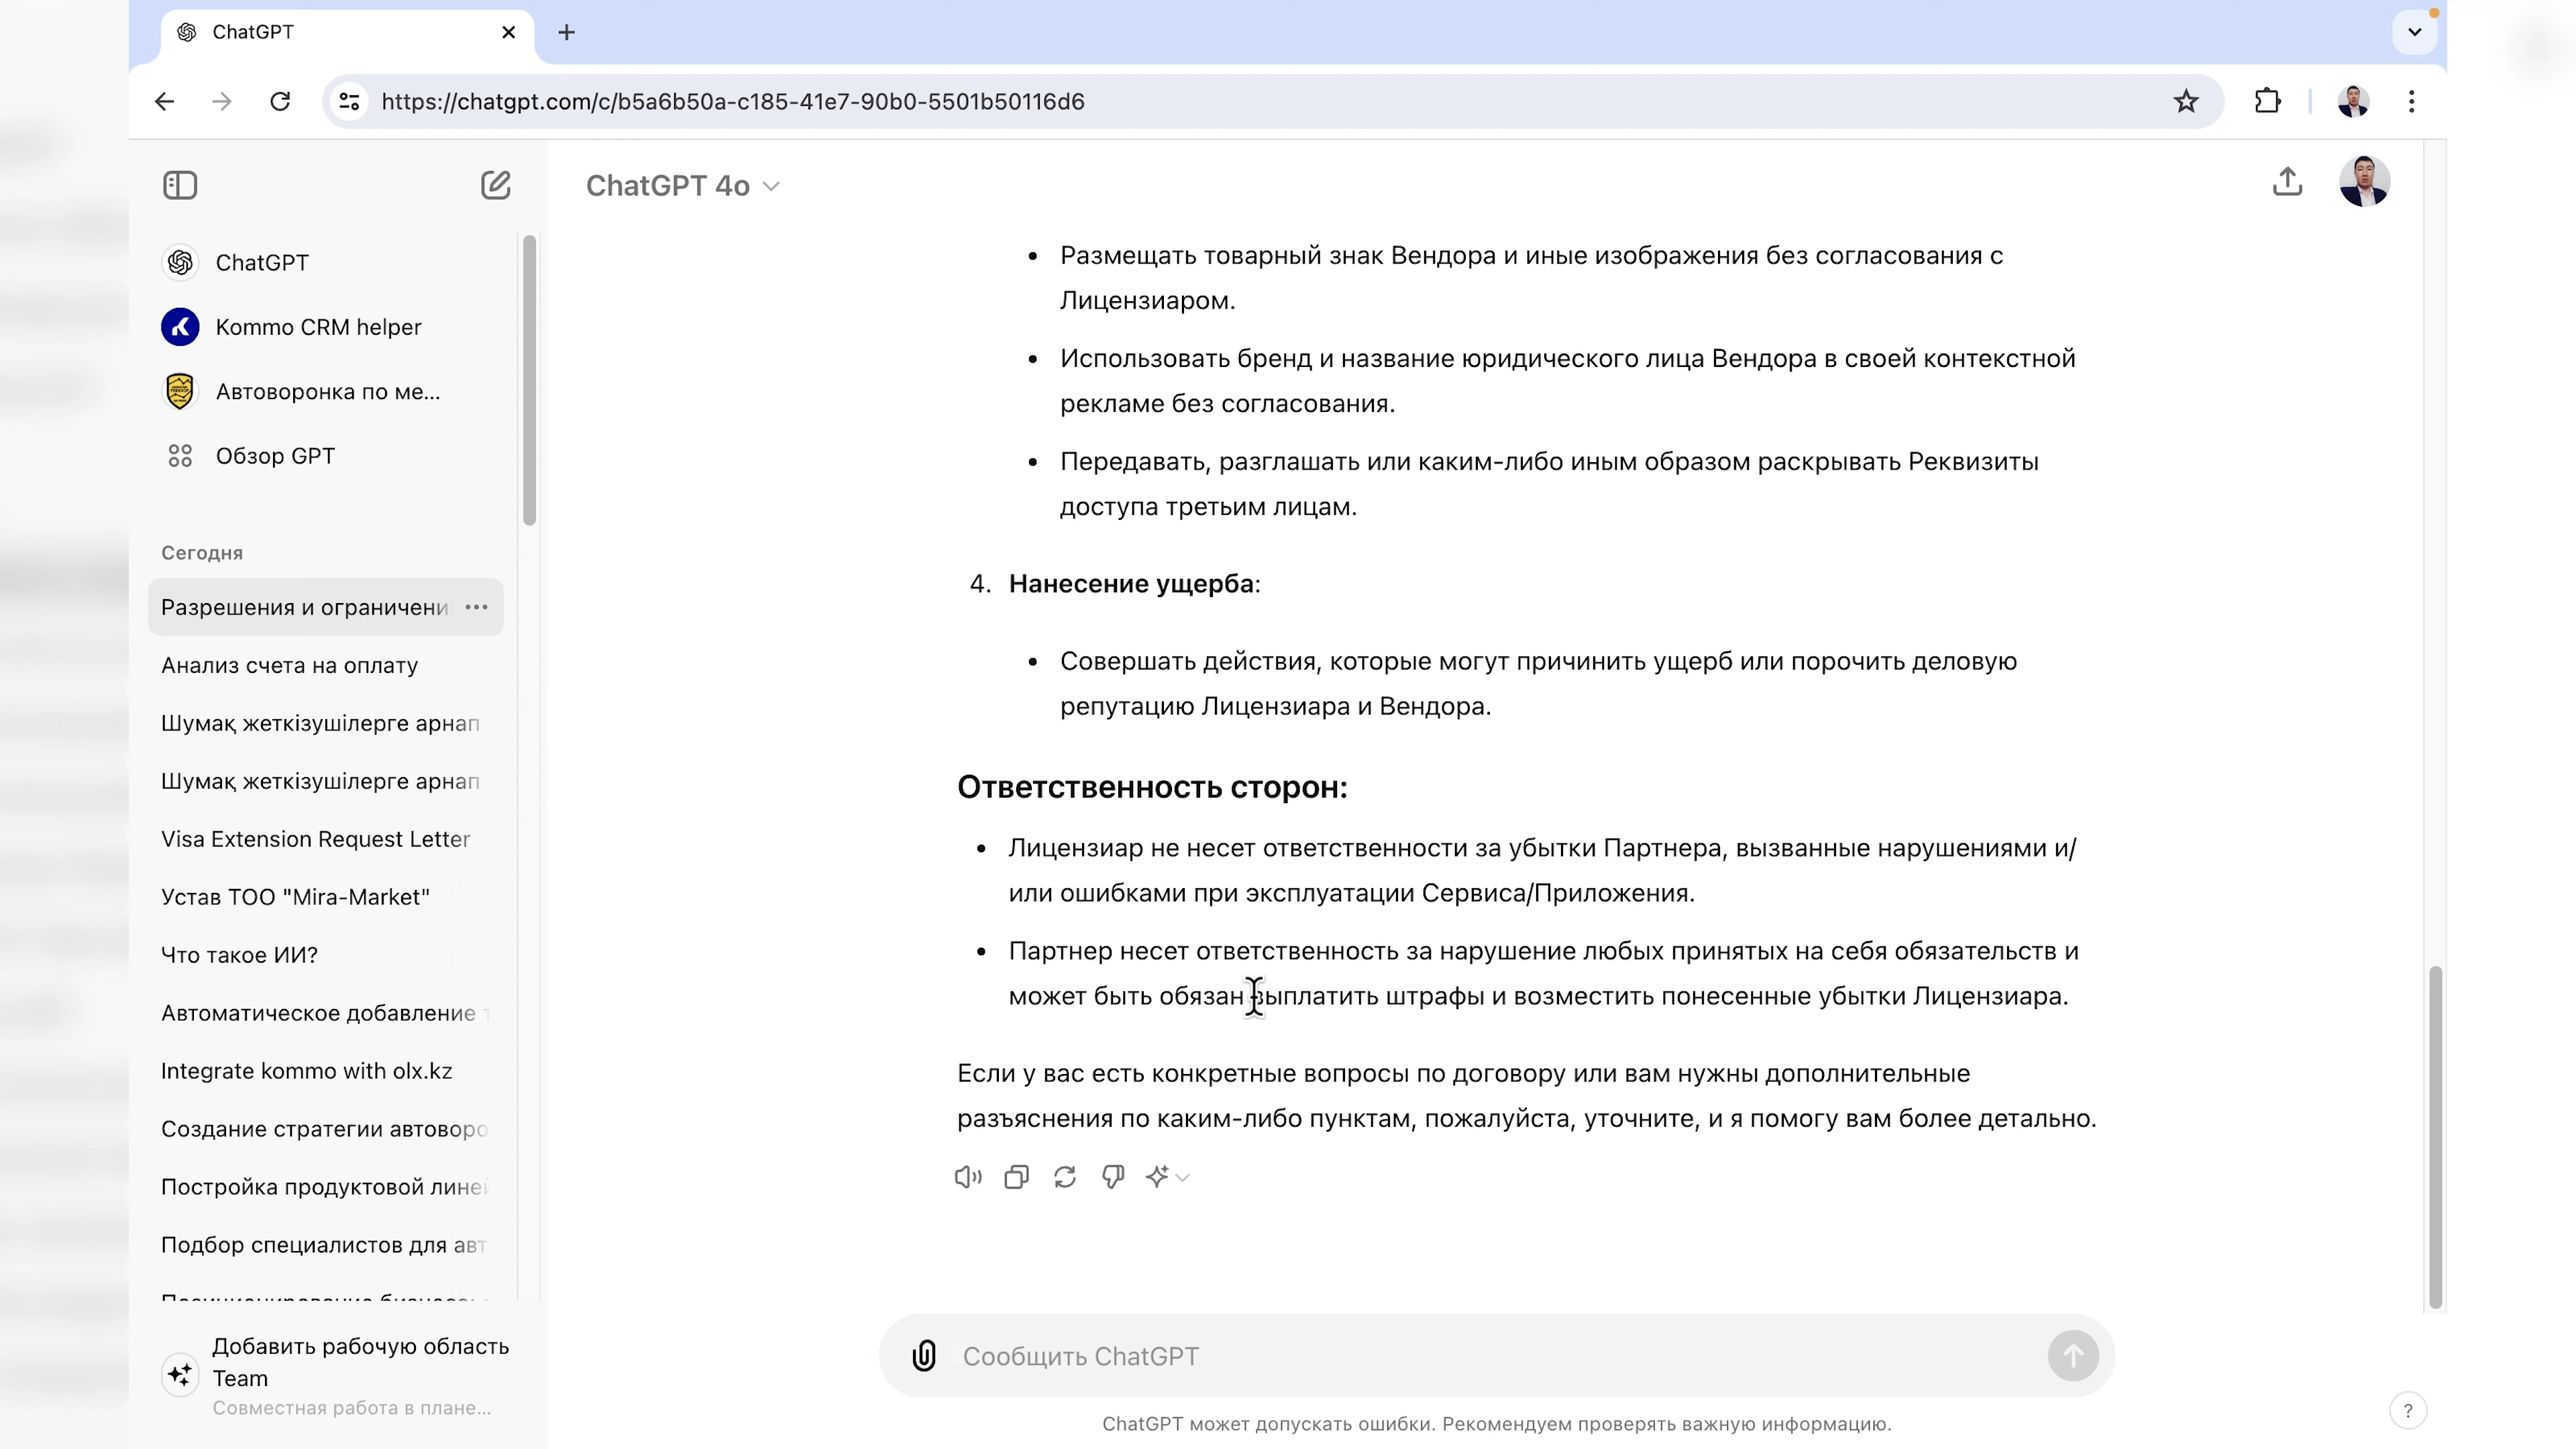 ChatGPT
https://chatgpt.com/c/b5a6b50a-c185-41e7-90b0-5501b50116d6
ChatGPT
Kommo CRM helper
Автоворонка по ме...
Обзор GPT
Сегодня
Разрешения и ограничени
Анализ счета на оплату
Шумақ жеткізушілерге арнап
Шумақ жеткізушілерге арнап
Visa Extension Request Letter
Устав ТОО "Mira-Market"
Что такое ИИ?
Автоматическое добавление т
Integrate kommo with olx.kz
Создание стратегии автоворо
Постройка продуктовой линей
Подбор специалистов для авт
Добавить рабочую область
Team
Совместная работа в плане...
ChatGPT 4o
• Размещать товарный знак Вендора и иные изображения без согласования с
Лицензиаром.
• Использовать бренд и название юридического лица Вендора в своей контекстной
рекламе без согласования.
• Передавать, разглашать или каким-либо иным образом раскрывать Реквизиты
доступа третьим лицам.
4. Нанесение ущерба:
• Совершать действия, которые могут причинить ущерб или порочить деловую
репутацию Лицензиара и Вендора.
Ответственность сторон:
• Лицензиар не несет ответственности за убытки Партнера, вызванные нарушениями и/
или ошибками при эксплуатации Сервиса/Приложения.
• Партнер несет ответственность за нарушение любых принятых на себя обязательств и
может быть обязан выплатить штрафы и возместить понесенные убытки Лицензиара.
Если у вас есть конкретные вопросы по договору или вам нужны дополнительные
разъяснения по каким-либо пунктам, пожалуйста, уточните, и я помогу вам более детально.
Сообщить ChatGPT
ChatGPT может допускать ошибки. Рекомендуем проверять важную информацию.
?